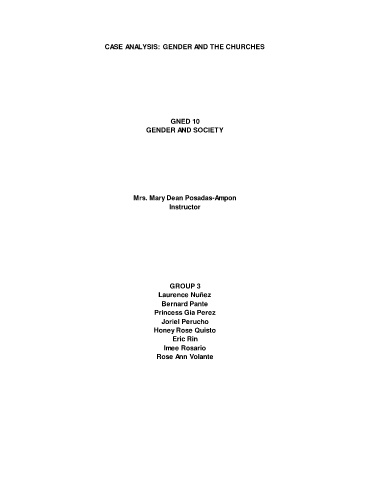 CASE ANALYSIS: GENDER AND THE CHURCHES
GNED 10
GENDER AND SOCIETY
Mrs. Mary Dean Posadas-Ampon
Instructor
GROUP 3
Laurence Nuñez
Bernard Pante
Princess Gia Perez
Joriel Perucho
Honey Rose Quisto
Eric Rin
Imee Rosario
Rose Ann Volante